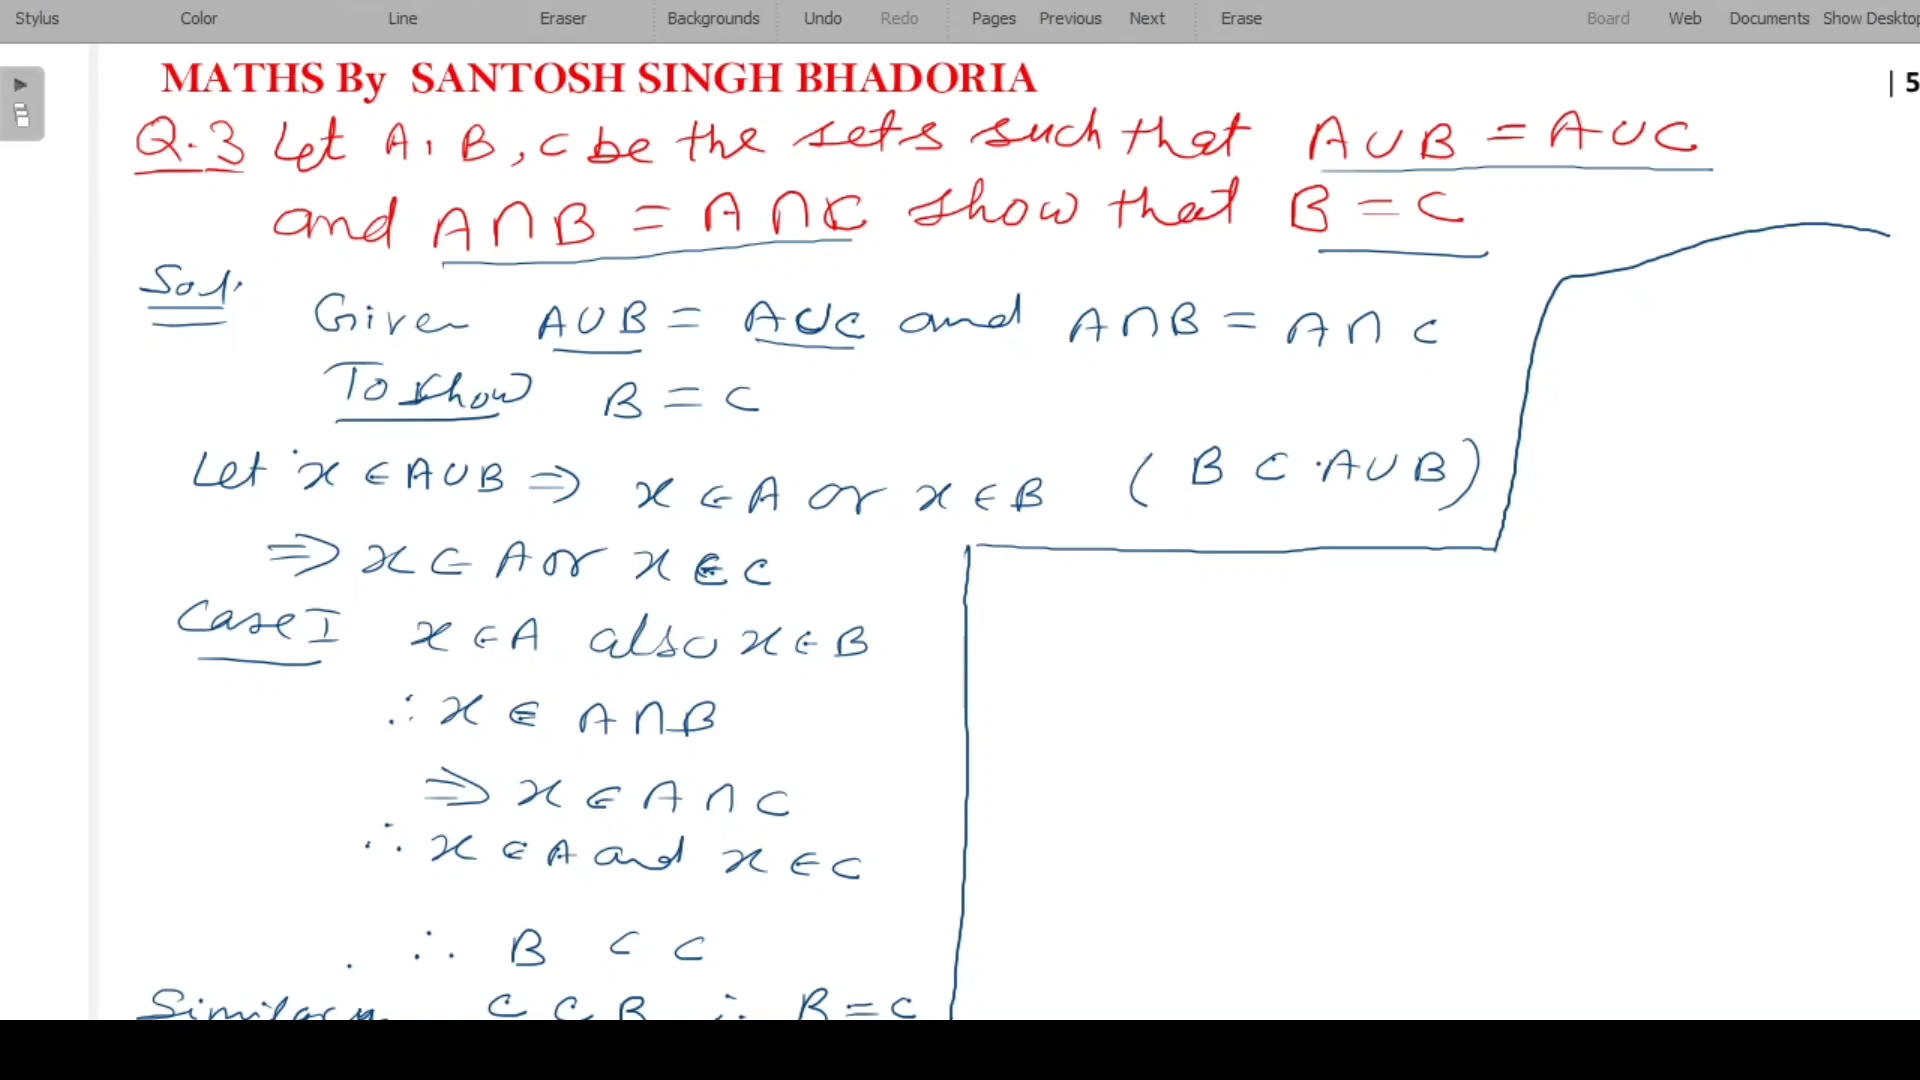 Stylus Color Line Eraser Backgrounds Undo Redo Pages Previous Next Erase Board Web Documents Show Desktop
MATHS By SANTOSH SINGH BHADORIA | 5
Q.3 Let A, B, C be the sets such that A∪B = A∪C
and A∩B = A∩C show that B = C
Sol.
Given A∪B = A∪C and A∩B = A∩C
To show B = C
Let x ∈ A∪B ⇒ x ∈ A or x ∈ B (B ⊂ A∪B)
⇒ x ∈ A or x ∈ C
Case I x ∈ A also x ∈ B
∴ x ∈ A∩B
⇒ x ∈ A∩C
∴ x ∈ A and x ∈ C
∴ B ⊂ C
C ⊂ B ∴ B = C